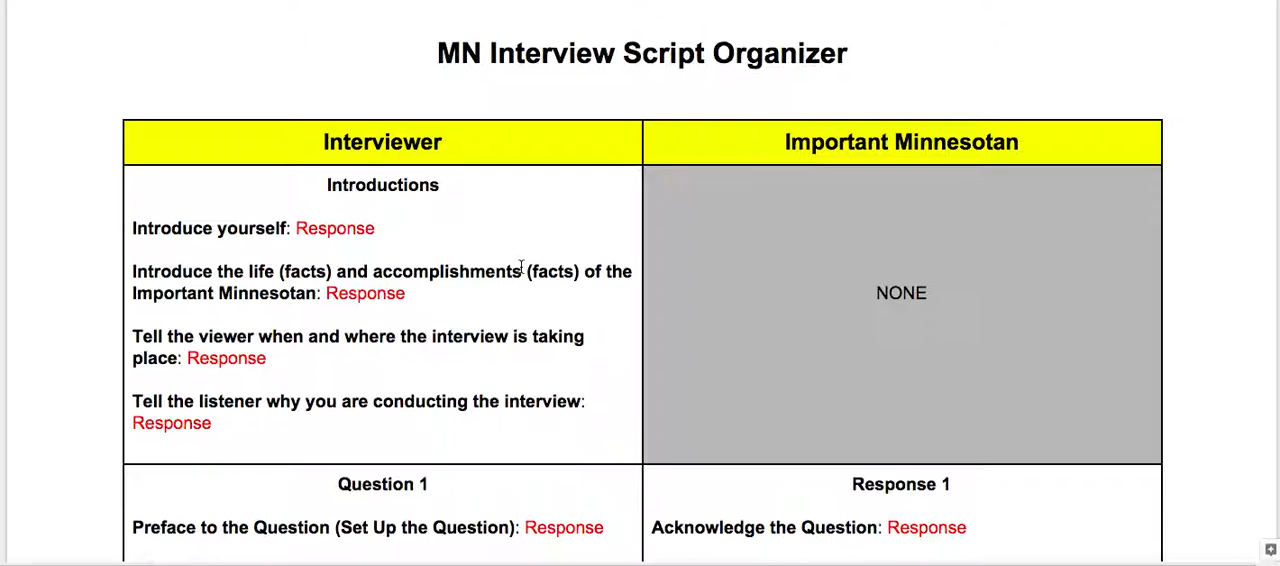 MN Interview Script Organizer
Interviewer
Important Minnesotan
Introductions
Introduce yourself: Response
Introduce the life (facts) and accomplishments (facts) of the
Important Minnesotan: Response
Tell the viewer when and where the interview is taking
place: Response
Tell the listener why you are conducting the interview:
Response
NONE
Question 1
Preface to the Question (Set Up the Question): Response
Response 1
Acknowledge the Question: Response